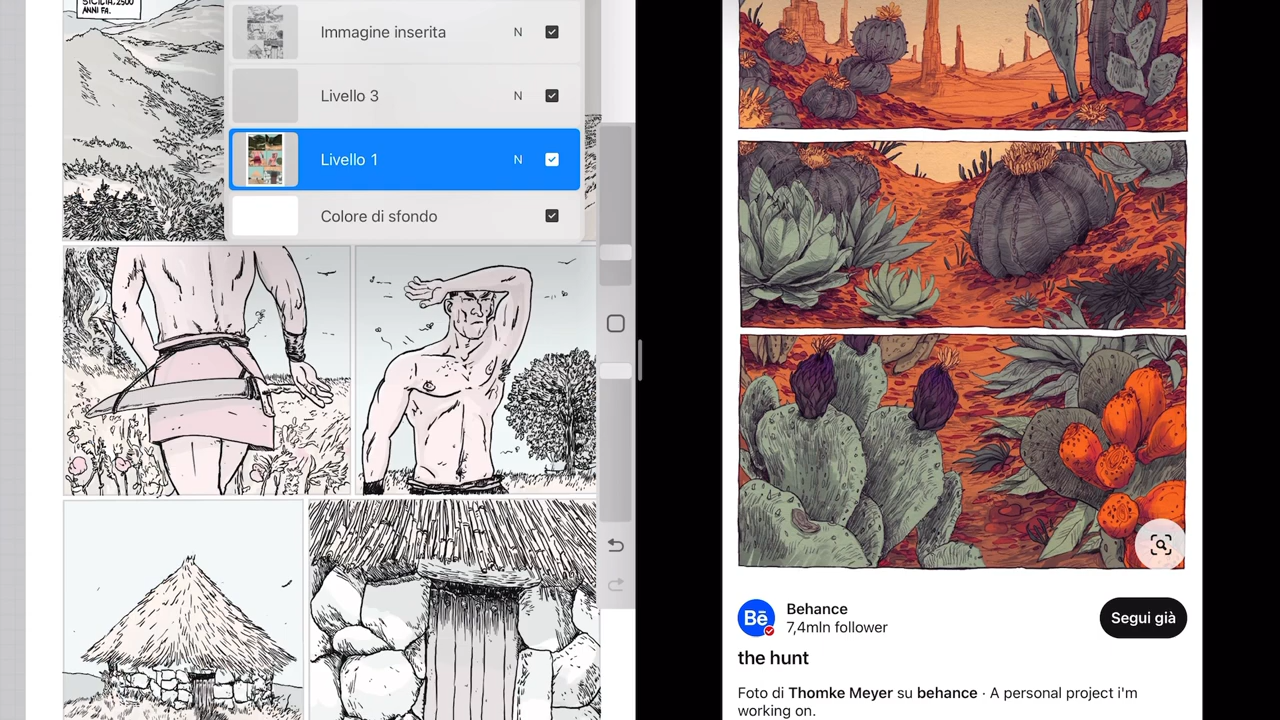 SICILIA, 2500
ANNI FA.
Immagine inserita N
Livello 3 N
Livello 1 N
Colore di sfondo
Bē
Behance
7,4mln follower
Segui già
the hunt
Foto di Thomke Meyer su behance · A personal project i'm
working on.